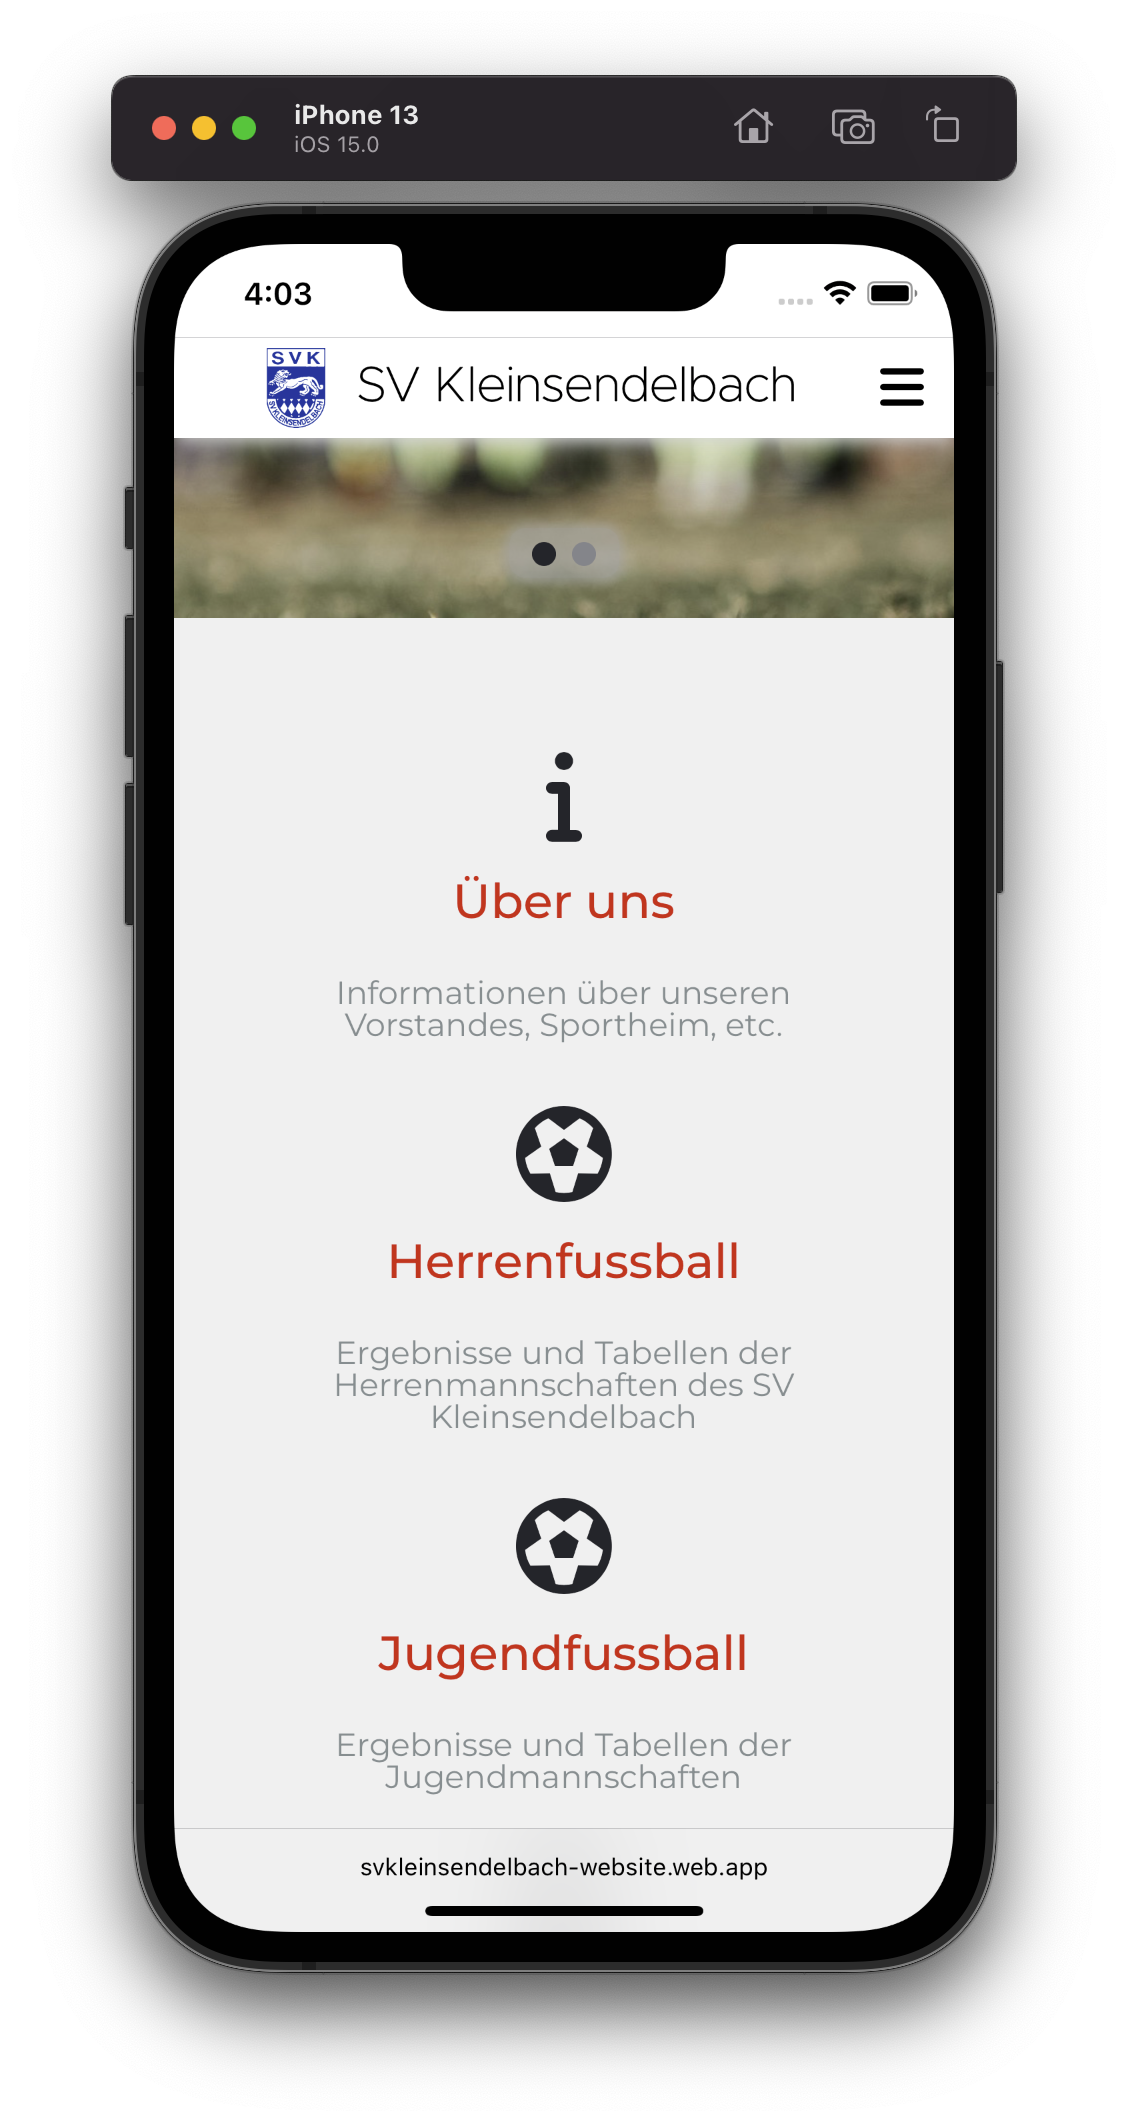 iPhone 13
iOS 15.0
4:03
SVK
SV KLEINSENDELBACH
SV Kleinsendelbach
Über uns
Informationen über unseren
Vorstandes, Sportheim, etc.
Herrenfussball
Ergebnisse und Tabellen der
Herrenmannschaften des SV
Kleinsendelbach
Jugendfussball
Ergebnisse und Tabellen der
Jugendmannschaften
svkleinsendelbach-website.web.app